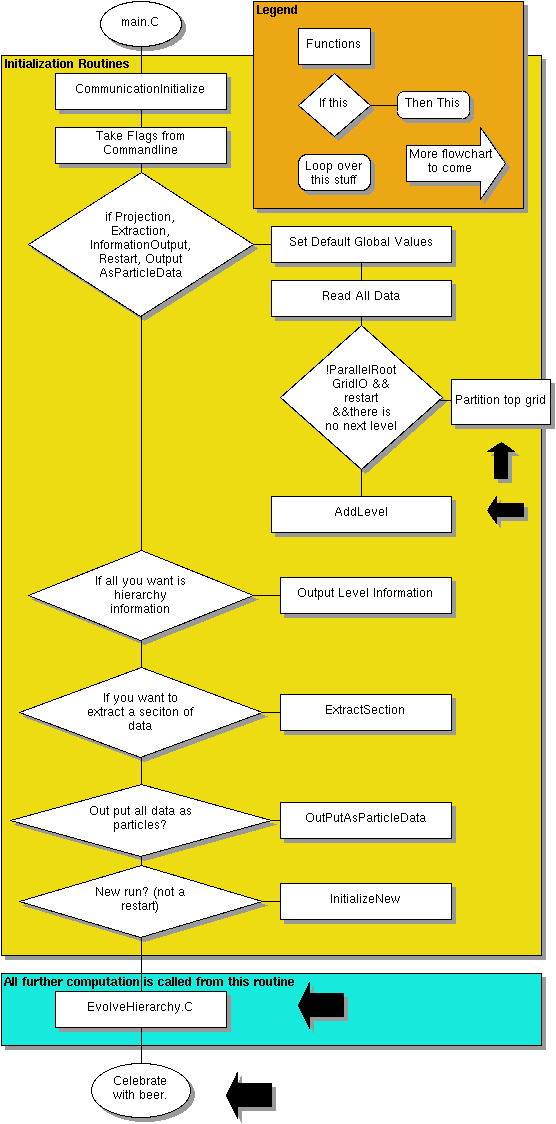 main.C
Legend
Functions
If this
Then This
Loop over
this stuff
More flowchart
to come
Initialization Routines
CommunicationInitialize
Take Flags from
Commandline
if Projection,
Extraction,
InformationOutput,
Restart, Output
AsParticleData
Set Default Global Values
Read All Data
!ParallelRoot
GridIO &&
restart
&&there is
no next level
Partition top grid
AddLevel
If all you want is
hierarchy
information
Output Level Information
If you want to
extract a seciton of
data
ExtractSection
Out put all data as
particles?
OutPutAsParticleData
New run? (not a
restart)
InitializeNew
All further computation is called from this routine
EvolveHierarchy.C
Celebrate
with beer.